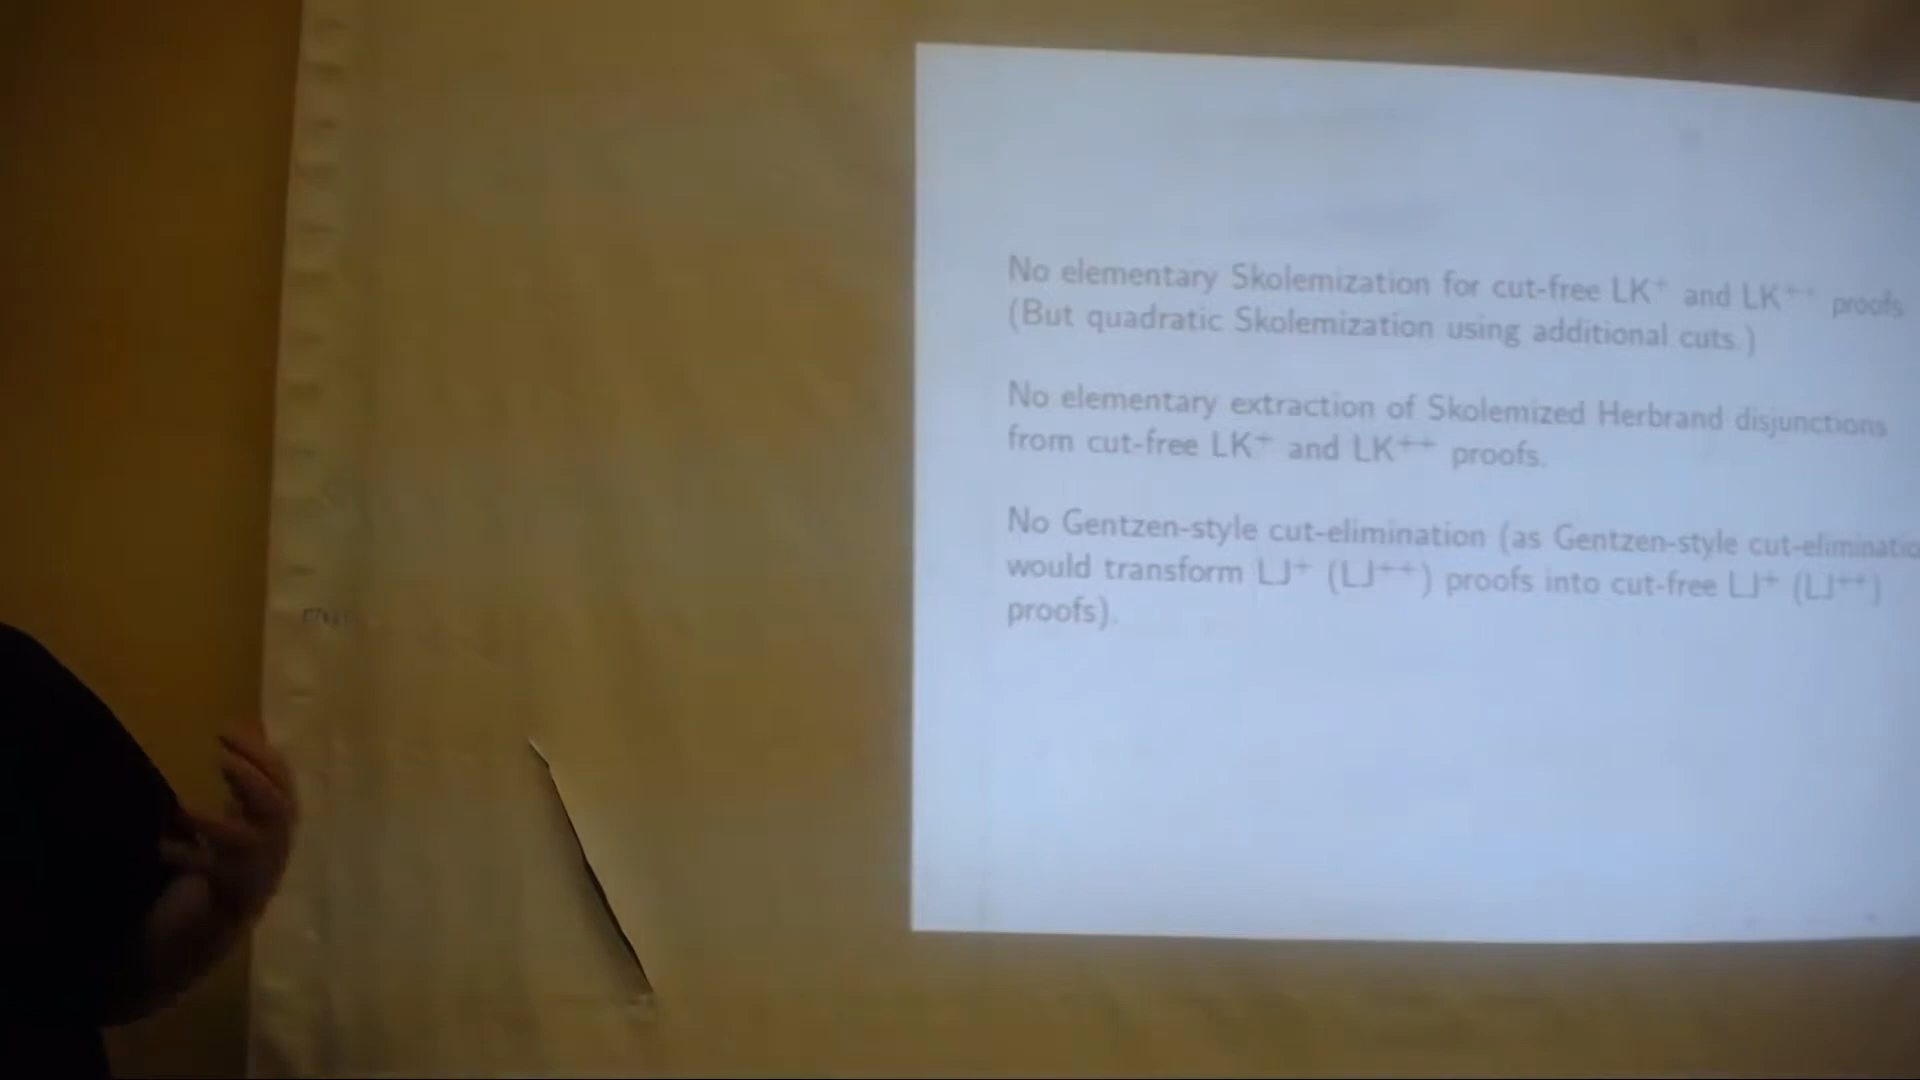 No elementary Skolemization for cut-free LK⁺ and LK⁺⁺ proofs
(But quadratic Skolemization using additional cuts.)
No elementary extraction of Skolemized Herbrand disjunctions
from cut-free LK⁺ and LK⁺⁺ proofs.
No Gentzen-style cut-elimination (as Gentzen-style cut-eliminatio
would transform LJ⁺ (LJ⁺⁺) proofs into cut-free LJ⁺ (LJ⁺⁺)
proofs).